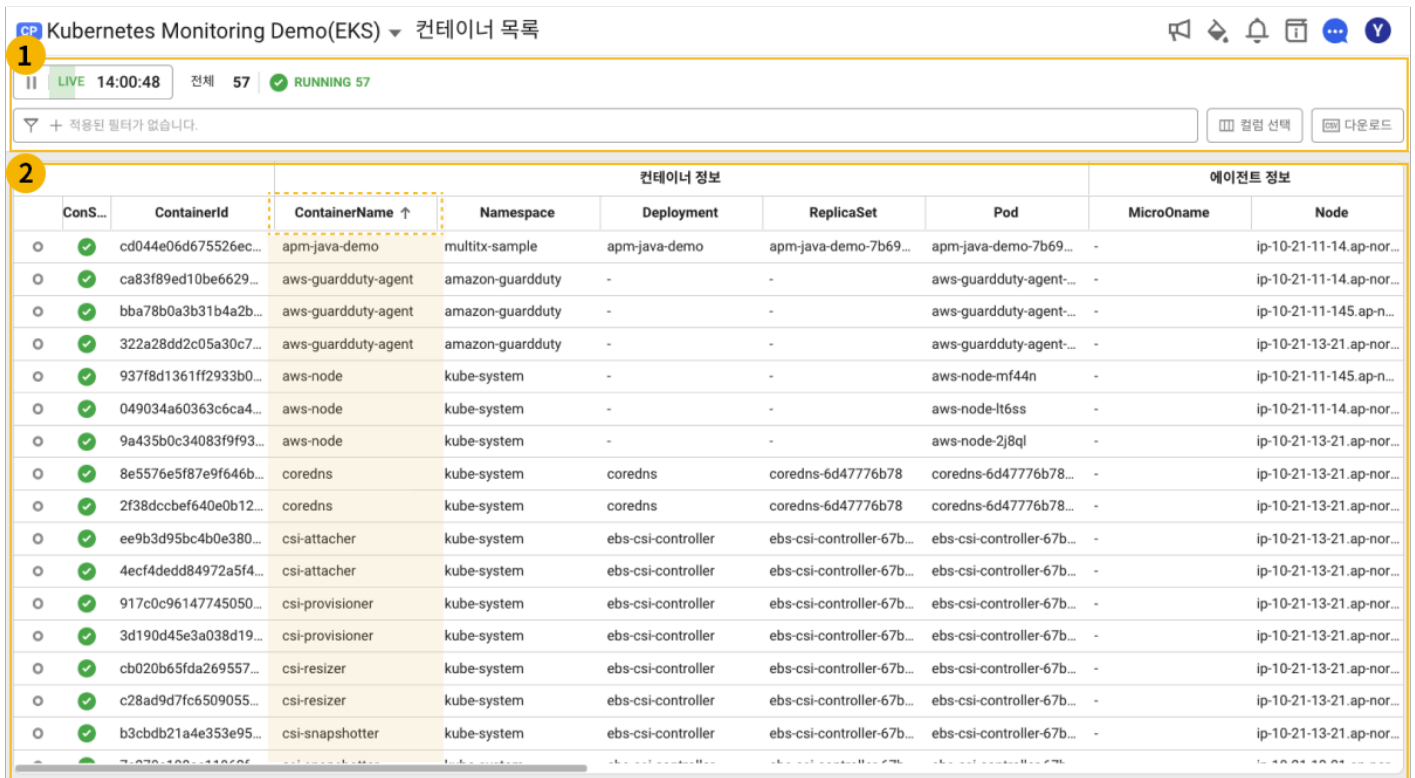 CP Kubernetes Monitoring Demo(EKS) 컨테이너 목록 Y
1
LIVE 14:00:48 전체 57 RUNNING 57
적용된 필터가 없습니다. 컬럼 선택 CSV 다운로드
2
컨테이너 정보 에이전트 정보
ConS... ContainerId ContainerName ↑ Namespace Deployment ReplicaSet Pod MicroOname Node
cd044e06d675526ec... apm-java-demo multitx-sample apm-java-demo apm-java-demo-7b69... apm-java-demo-7b69... - ip-10-21-11-14.ap-nor...
ca83f89ed10be6629... aws-guardduty-agent amazon-guardduty - - aws-guardduty-agent-... - ip-10-21-11-14.ap-nor...
bba78b0a3b31b4a2b... aws-guardduty-agent amazon-guardduty - - aws-guardduty-agent-... - ip-10-21-11-145.ap-n...
322a28dd2c05a30c7... aws-guardduty-agent amazon-guardduty - - aws-guardduty-agent-... - ip-10-21-13-21.ap-nor...
937f8d1361ff2933b0... aws-node kube-system - - aws-node-mf44n - ip-10-21-11-145.ap-n...
049034a60363c6ca4... aws-node kube-system - - aws-node-lt6ss - ip-10-21-11-14.ap-nor...
9a435b0c34083f9f93... aws-node kube-system - - aws-node-2j8ql - ip-10-21-13-21.ap-nor...
8e5576e5f87e9f646b... coredns kube-system coredns coredns-6d47776b78 coredns-6d47776b78... - ip-10-21-13-21.ap-nor...
2f38dccbef640e0b12... coredns kube-system coredns coredns-6d47776b78 coredns-6d47776b78... - ip-10-21-13-21.ap-nor...
ee9b3d95bc4b0e380... csi-attacher kube-system ebs-csi-controller ebs-csi-controller-67b... ebs-csi-controller-67b... - ip-10-21-13-21.ap-nor...
4ecf4dedd84972a5f4... csi-attacher kube-system ebs-csi-controller ebs-csi-controller-67b... ebs-csi-controller-67b... - ip-10-21-13-21.ap-nor...
917c0c96147745050... csi-provisioner kube-system ebs-csi-controller ebs-csi-controller-67b... ebs-csi-controller-67b... - ip-10-21-13-21.ap-nor...
3d190d45e3a038d19... csi-provisioner kube-system ebs-csi-controller ebs-csi-controller-67b... ebs-csi-controller-67b... - ip-10-21-13-21.ap-nor...
cb020b65fda269557... csi-resizer kube-system ebs-csi-controller ebs-csi-controller-67b... ebs-csi-controller-67b... - ip-10-21-13-21.ap-nor...
c28ad9d7fc6509055... csi-resizer kube-system ebs-csi-controller ebs-csi-controller-67b... ebs-csi-controller-67b... - ip-10-21-13-21.ap-nor...
b3cbdb21a4e353e95... csi-snapshotter kube-system ebs-csi-controller ebs-csi-controller-67b... ebs-csi-controller-67b... - ip-10-21-13-21.ap-nor...